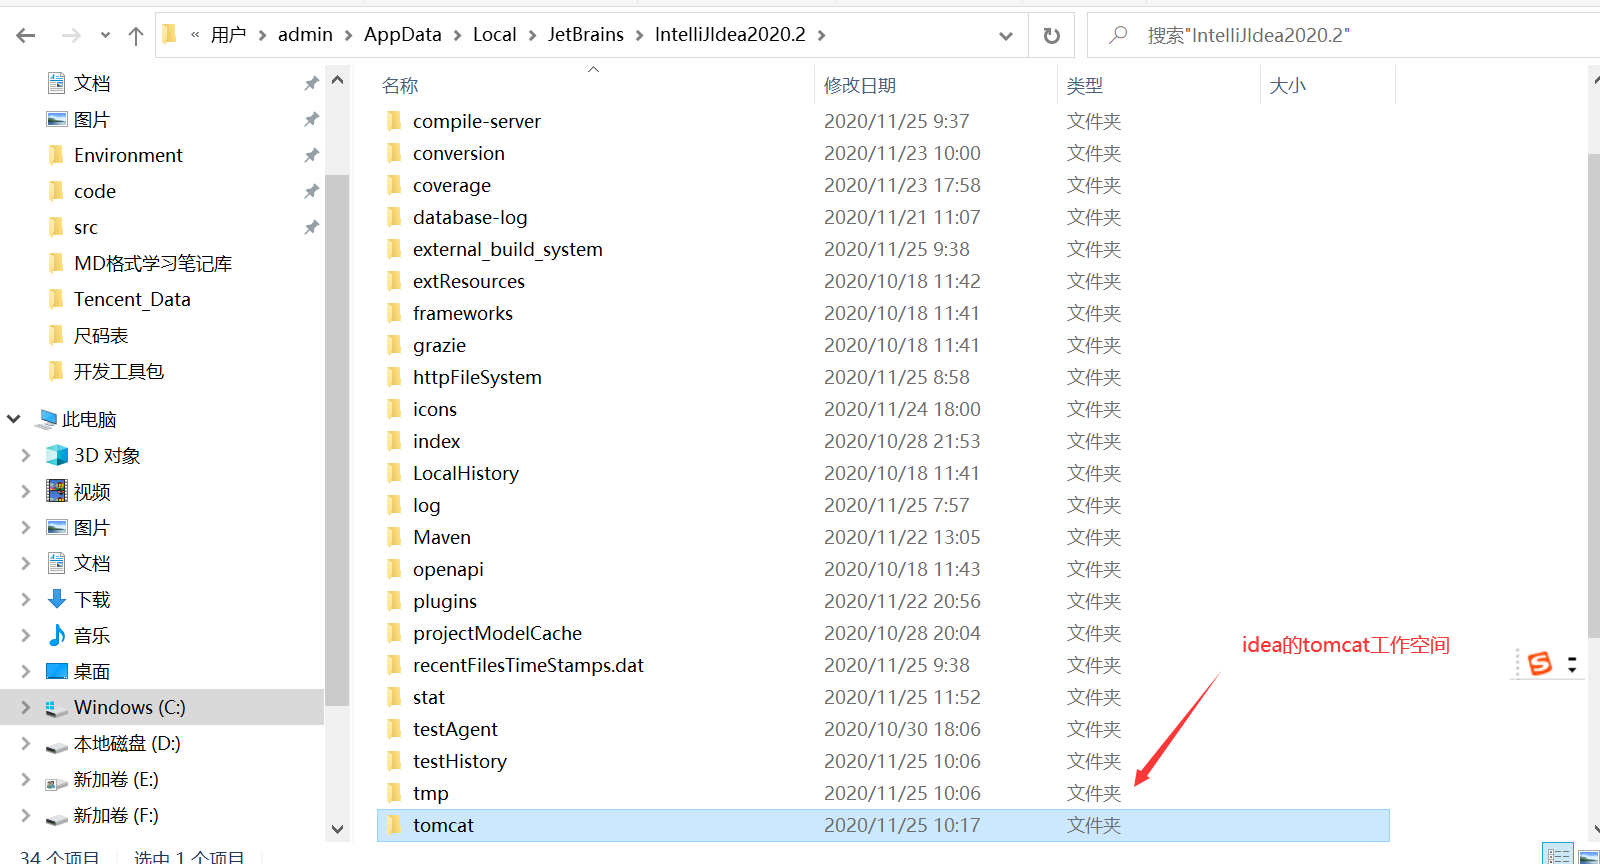 « 用户 > admin > AppData > Local > JetBrains > IntelliJIdea2020.2 >
搜索"IntelliJIdea2020.2"
文档
图片
Environment
code
src
MD格式学习笔记库
Tencent_Data
尺码表
开发工具包
此电脑
3D 对象
视频
图片
文档
下载
音乐
桌面
Windows (C:)
本地磁盘 (D:)
新加卷 (E:)
新加卷 (F:)
名称 修改日期 类型 大小
compile-server 2020/11/25 9:37 文件夹
conversion 2020/11/23 10:00 文件夹
coverage 2020/11/23 17:58 文件夹
database-log 2020/11/21 11:07 文件夹
external_build_system 2020/11/25 9:38 文件夹
extResources 2020/10/18 11:42 文件夹
frameworks 2020/10/18 11:41 文件夹
grazie 2020/10/18 11:41 文件夹
httpFileSystem 2020/11/25 8:58 文件夹
icons 2020/11/24 18:00 文件夹
index 2020/10/28 21:53 文件夹
LocalHistory 2020/10/18 11:41 文件夹
log 2020/11/25 7:57 文件夹
Maven 2020/11/22 13:05 文件夹
openapi 2020/10/18 11:43 文件夹
plugins 2020/11/22 20:56 文件夹
projectModelCache 2020/10/28 20:04 文件夹
recentFilesTimeStamps.dat 2020/11/25 9:38 文件夹
stat 2020/11/25 11:52 文件夹
testAgent 2020/10/30 18:06 文件夹
testHistory 2020/11/25 10:06 文件夹
tmp 2020/11/25 10:06 文件夹
tomcat 2020/11/25 10:17 文件夹
idea的tomcat工作空间
S
34 个项目 选中 1 个项目